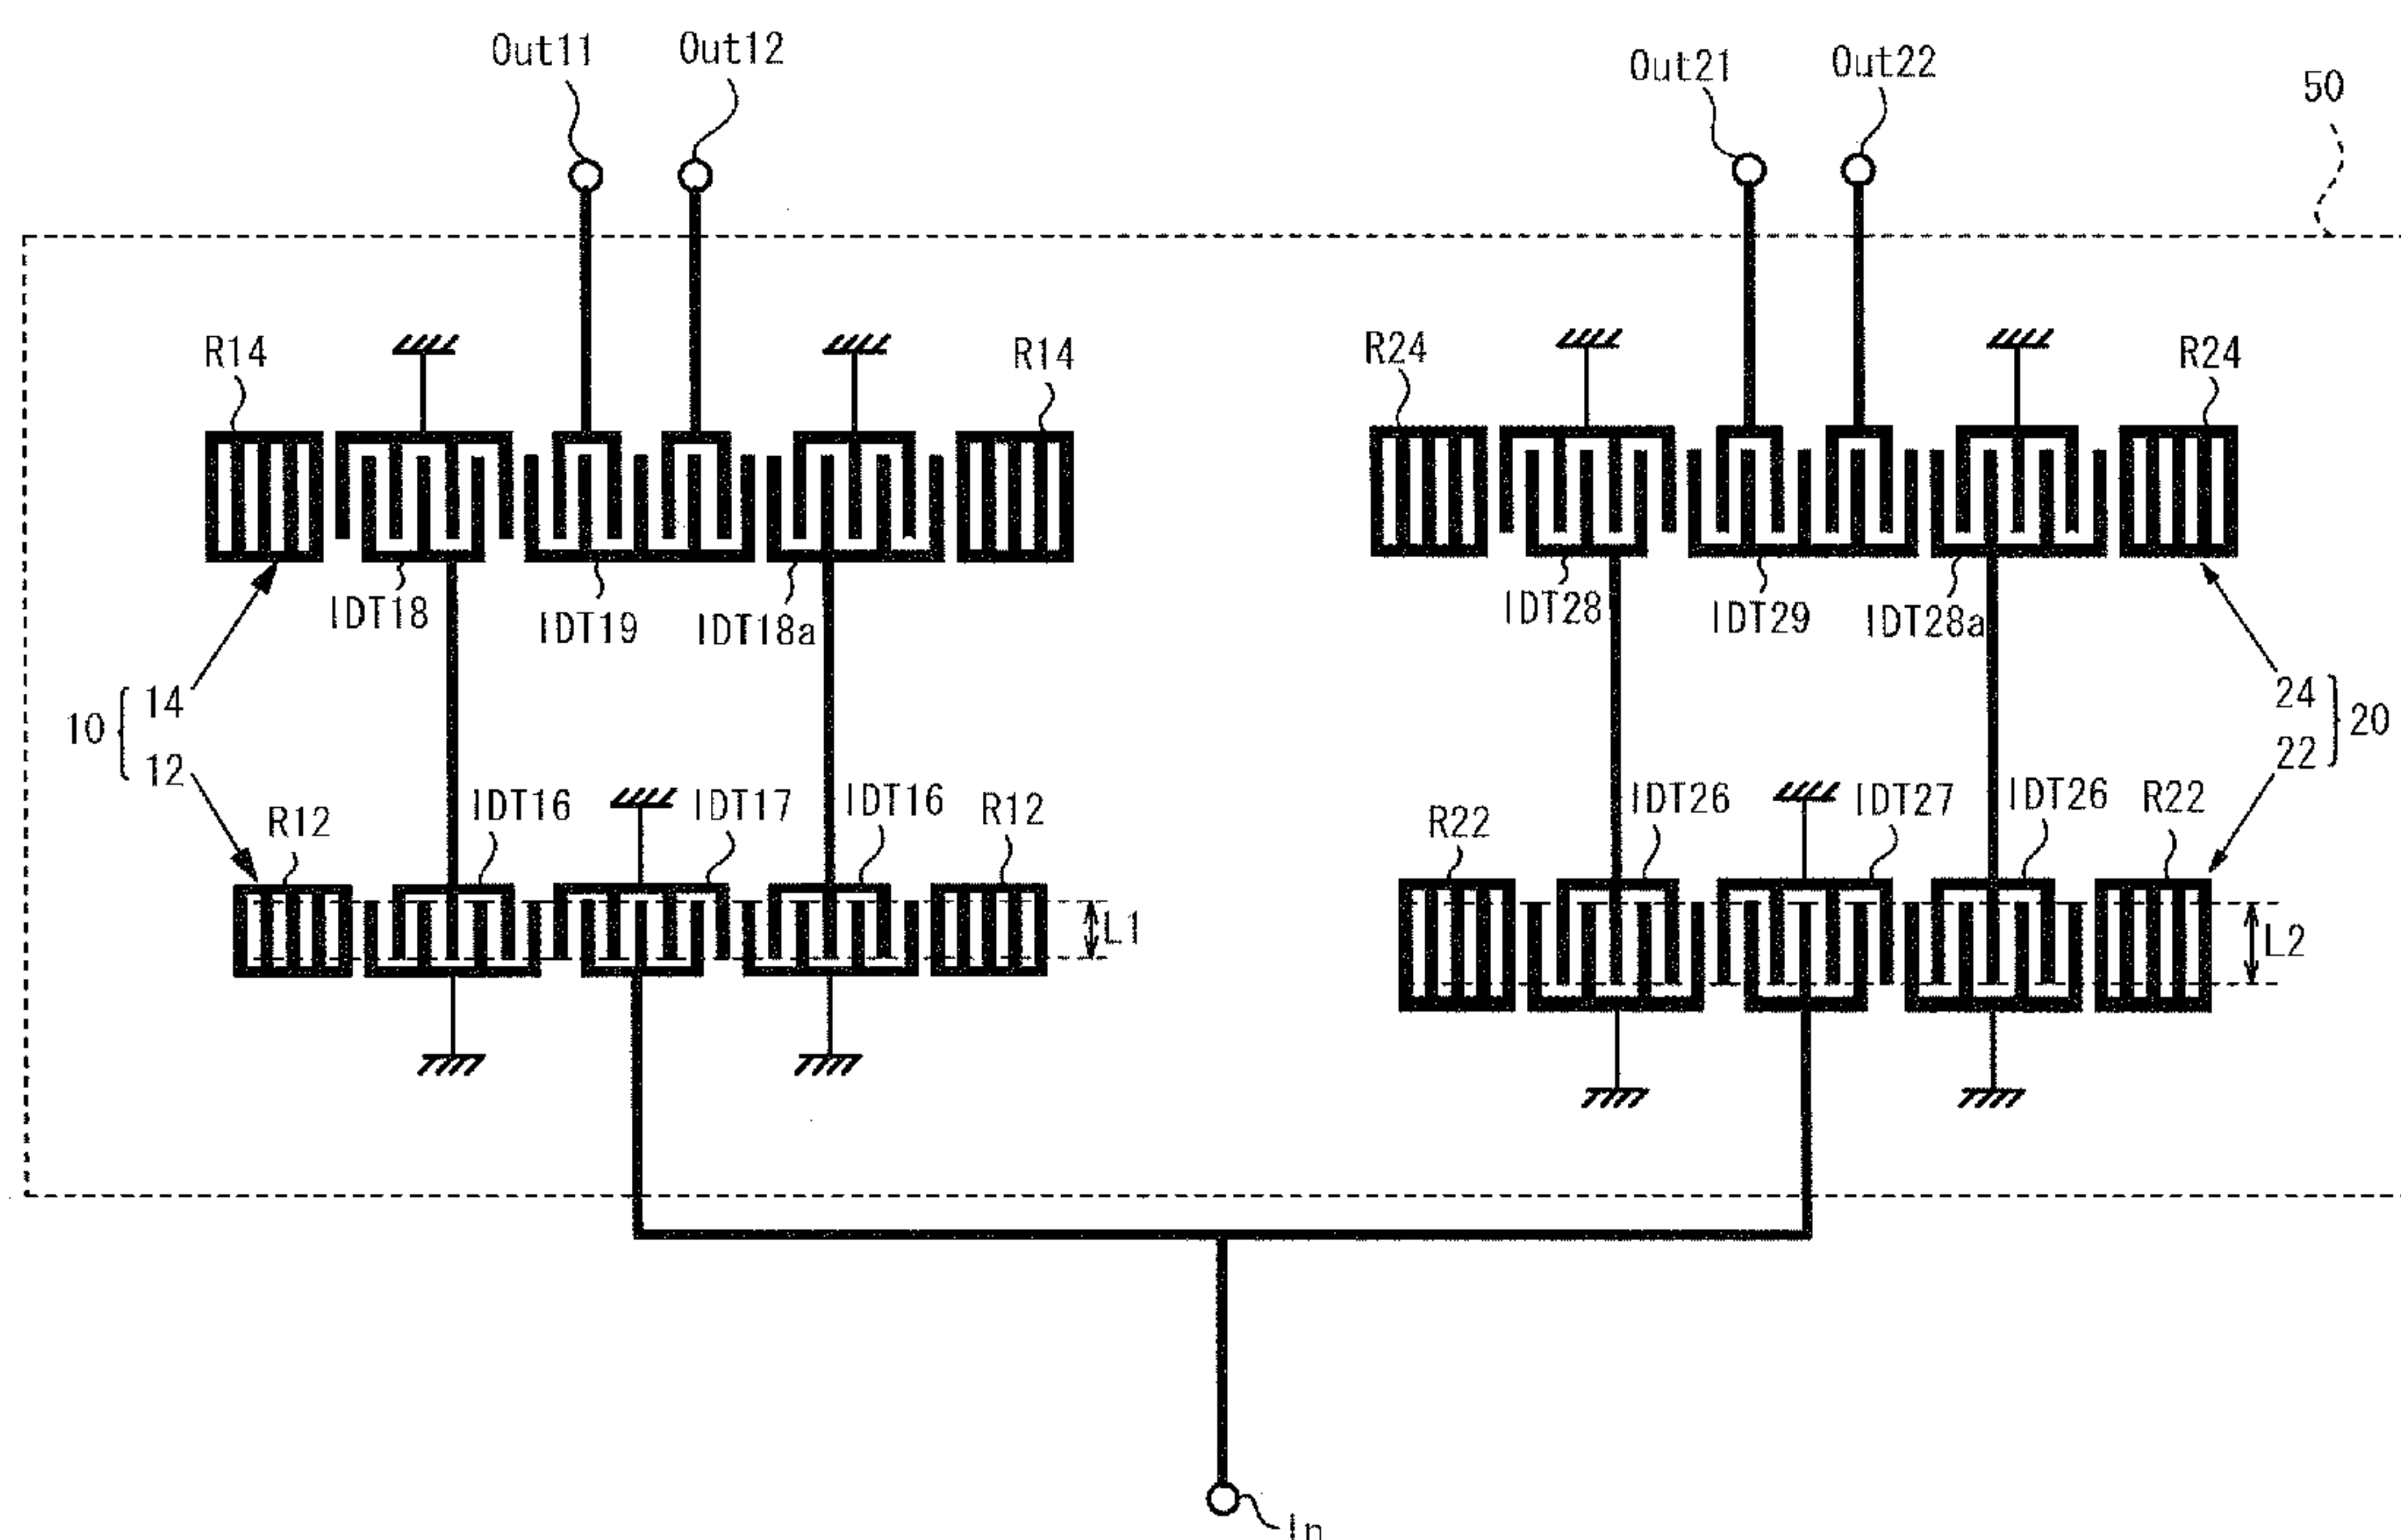 Out11
Out12
Out21
Out22
50
R14
R14
R24
R24
IDT18
IDT19
IDT18a
IDT28
IDT29
IDT28a
10
14
12
24
22
20
R12
IDT16
IDT17
IDT16
R12
R22
IDT26
IDT27
IDT26
R22
L1
L2
In